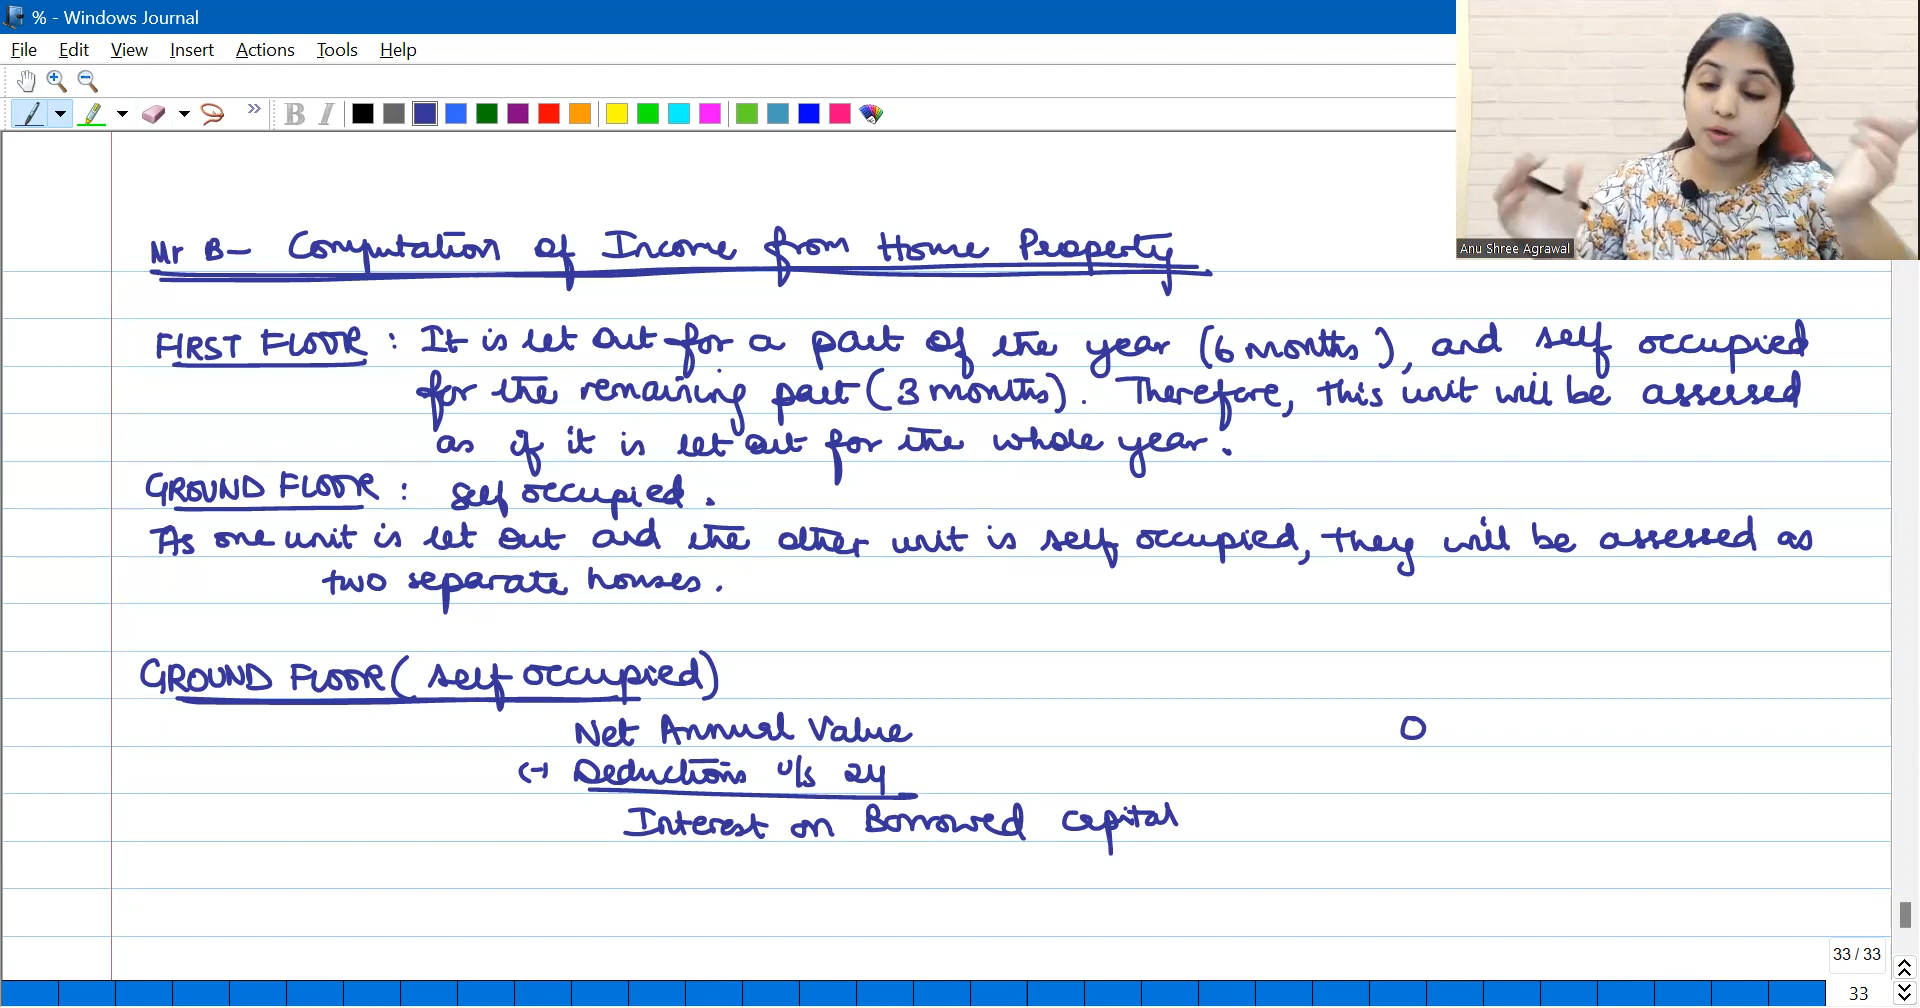 % - Windows Journal
File Edit View Insert Actions Tools Help
B I
Anu Shree Agrawal
Mr B- Computation of Income from House Property
FIRST FLOOR : It is let out for a part of the year (6 months), and self occupied
for the remaining part (3 months). Therefore, this unit will be assessed
as if it is let out for the whole year.
GROUND FLOOR : self occupied.
As one unit is let out and the other unit is self occupied, they will be assessed as
two separate houses.
GROUND FLOOR (self occupied)
Net Annual Value 0
(-) Deductions u/s 24
Interest on Borrowed capital
33 / 33
33